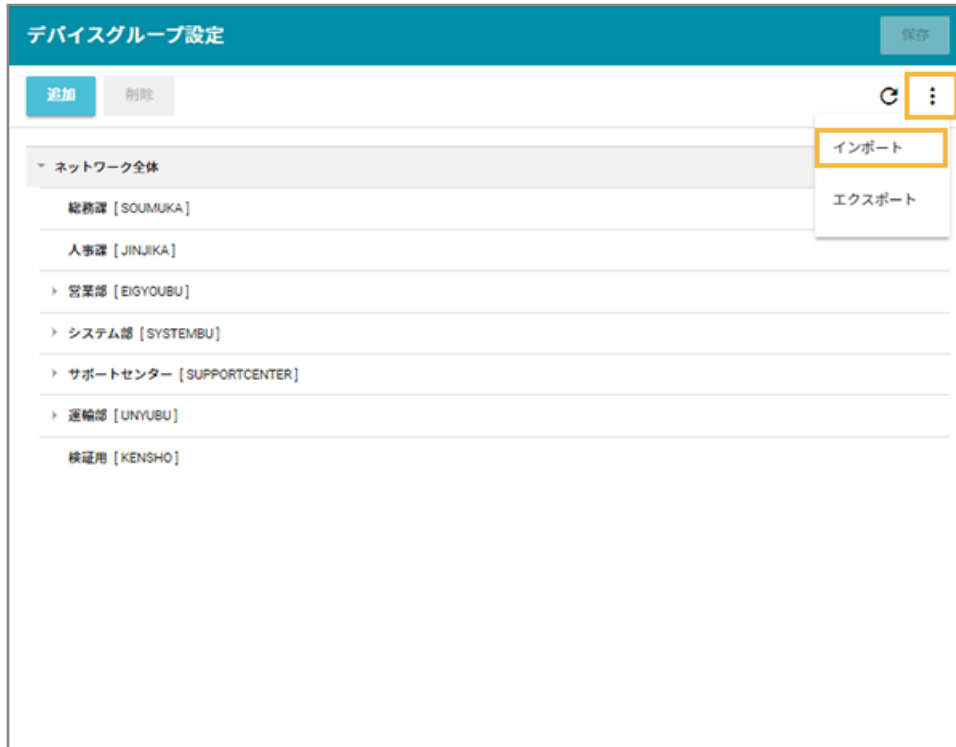 デバイスグループ設定
保存
追加
削除
インポート
エクスポート
ネットワーク全体
総務課 [SOUMUKA]
人事課 [JINJIKA]
営業部 [EIGYOUBU]
システム部 [SYSTEMBU]
サポートセンター [SUPPORTCENTER]
運輸部 [UNYUBU]
検証用 [KENSHO]